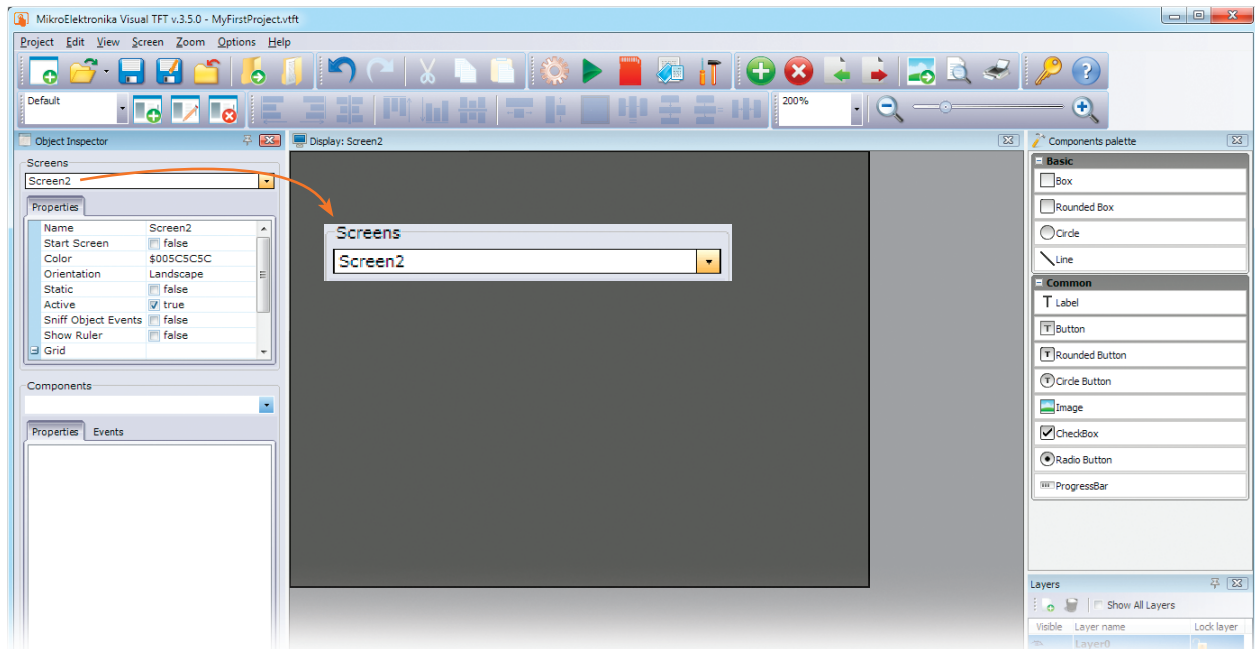 MikroElektronika Visual TFT v.3.5.0 - MyFirstProject.vtft
Project Edit View Screen Zoom Options Help
Default
200%
Object Inspector
Screens
Screen2
Properties
Name Screen2
Start Screen false
Color $005C5C5C
Orientation Landscape
Static false
Active true
Sniff Object Events false
Show Ruler false
Grid
Components
Properties Events
Display: Screen2
Screens
Screen2
Components palette
Basic
Box
Rounded Box
Circle
Line
Common
T Label
T Button
T Rounded Button
T Circle Button
Image
CheckBox
Radio Button
ProgressBar
Layers
Show All Layers
Visible Layer name Lock layer
Layer0